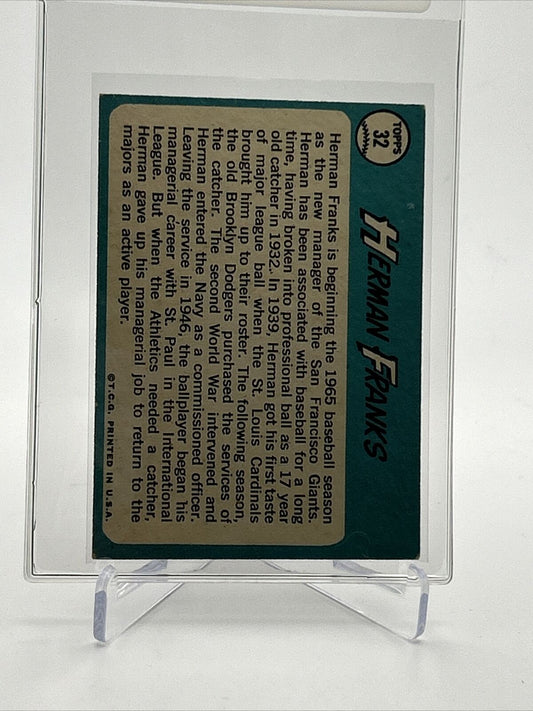 TOPPS
32
HERMAN FRANKS
Herman Franks is beginning the 1965 baseball season
as the new manager of the San Francisco Giants.
Herman has been associated with baseball for a long
time, having broken into professional ball as a 17 year
old catcher in 1932. In 1939, Herman got his first taste
of major league ball when the St. Louis Cardinals
brought him up to their roster. The following season,
the old Brooklyn Dodgers purchased the services of
the catcher. The second World War intervened and
Herman entered the Navy as a commissioned officer.
Leaving the service in 1946, the ballplayer began his
managerial career with St. Paul in the International
League. But when the Athletics needed a catcher,
Herman gave up his managerial job to return to the
majors as an active player.
©T.C.G. PRINTED IN U.S.A.